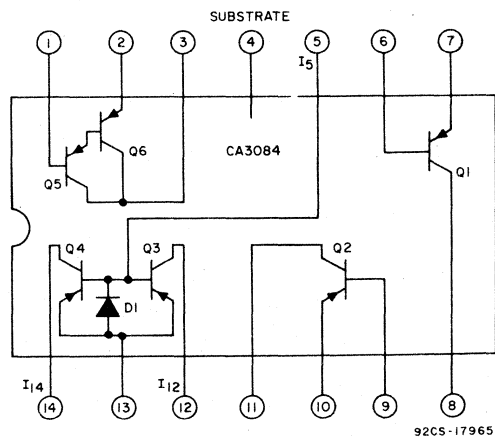 SUBSTRATE
1 2 3 4 5 6 7
I5
CA3084
Q6
Q5
Q1
Q4 Q3 Q2
D1
I14 I12
14 13 12 11 10 9 8
92CS-17965